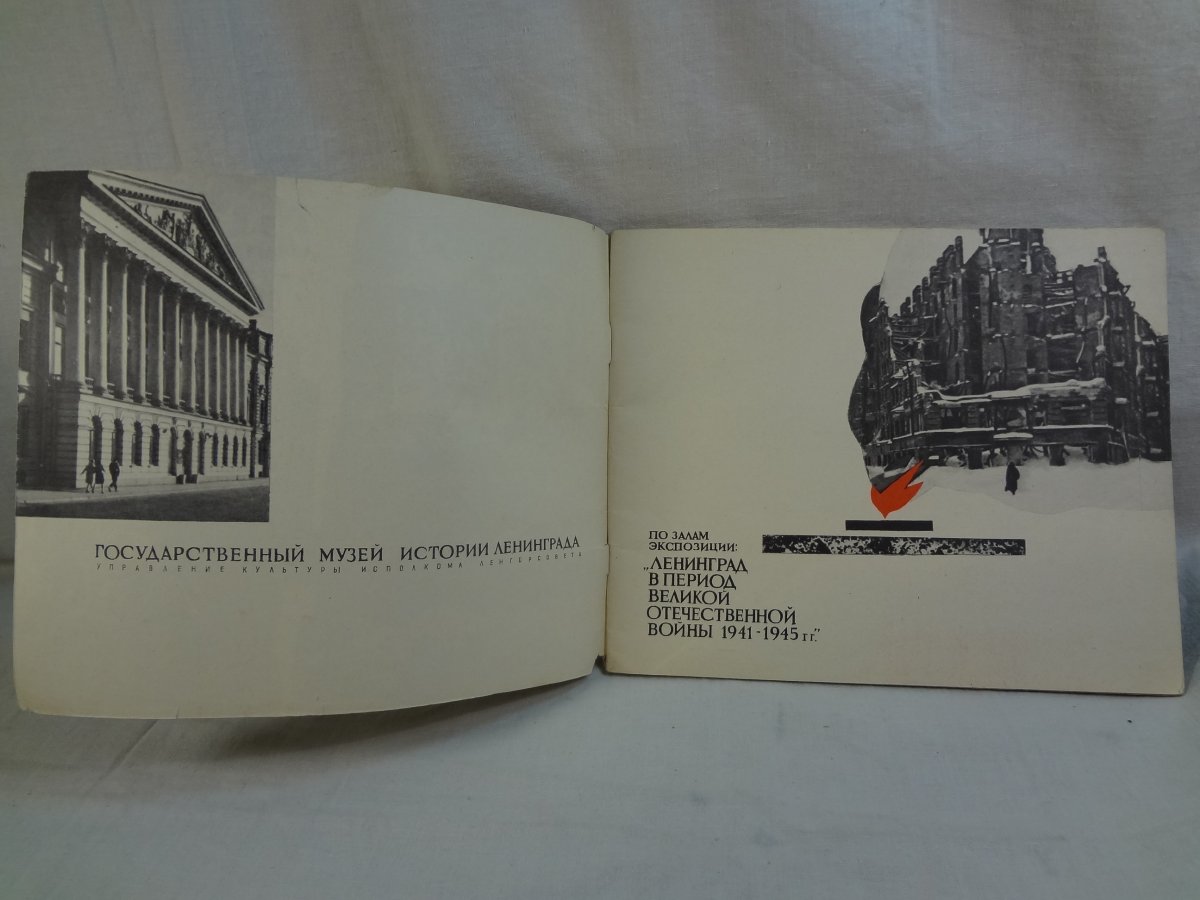 ГОСУДАРСТВЕННЫЙ МУЗЕЙ ИСТОРИИ ЛЕНИНГРАДА
УПРАВЛЕНИЕ КУЛЬТУРЫ ИСПОЛКОМА ЛЕНГОРСОВЕТА
ПО ЗАЛАМ
ЭКСПОЗИЦИИ:
„ЛЕНИНГРАД
В ПЕРИОД
ВЕЛИКОЙ
ОТЕЧЕСТВЕННОЙ
ВОЙНЫ 1941-1945 гг."